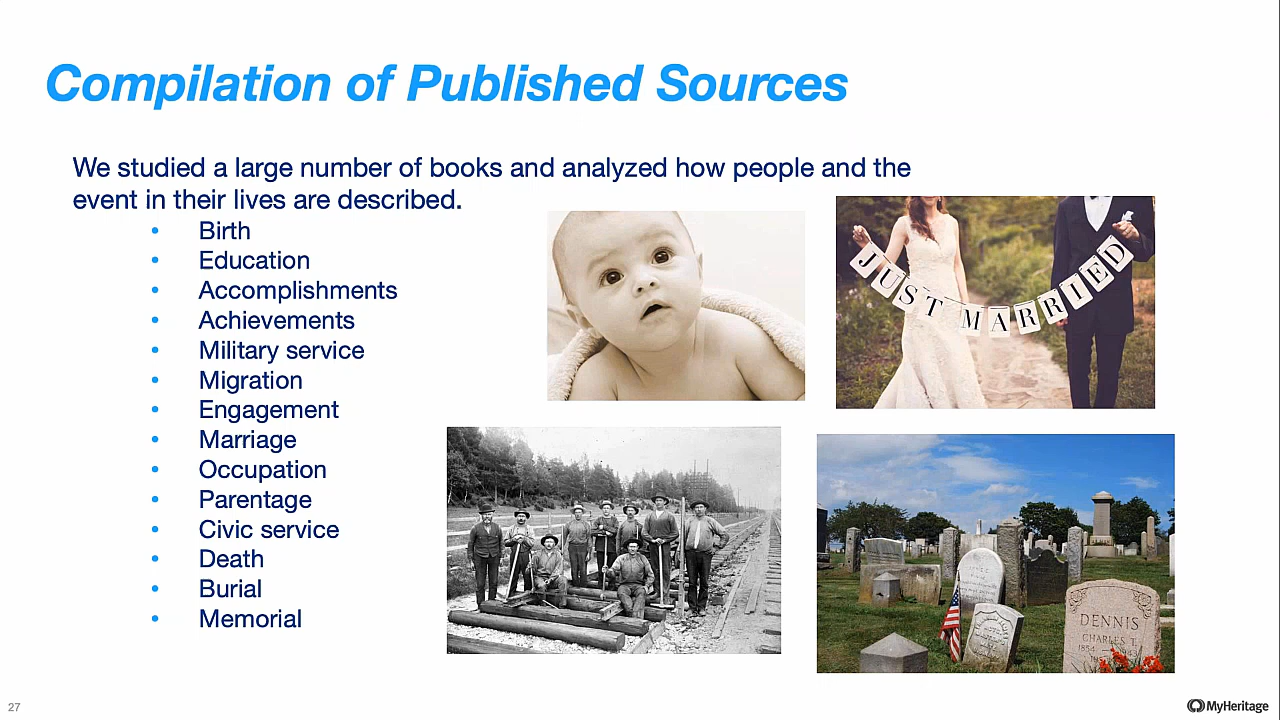 Compilation of Published Sources
We studied a large number of books and analyzed how people and the
event in their lives are described.
• Birth
• Education
• Accomplishments
• Achievements
• Military service
• Migration
• Engagement
• Marriage
• Occupation
• Parentage
• Civic service
• Death
• Burial
• Memorial
JUST MARRIED
DENNIS
CHARLES T.
27
MyHeritage